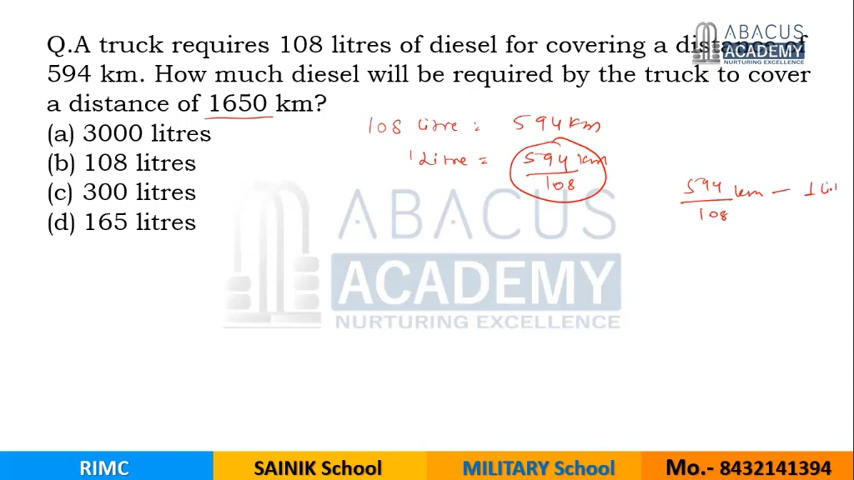 Q.A truck requires 108 litres of diesel for covering a distance of
594 km. How much diesel will be required by the truck to cover
a distance of 1650 km?
(a) 3000 litres
(b) 108 litres
(c) 300 litres
(d) 165 litres
108 litre = 594 km
1 litre = 594 km
108
594 km - 1 lit
108
ABACUS
ACADEMY
NURTURING EXCELLENCE
ABACUS
ACADEMY
NURTURING EXCELLENCE
RIMC
SAINIK School
MILITARY School
Mo.- 8432141394